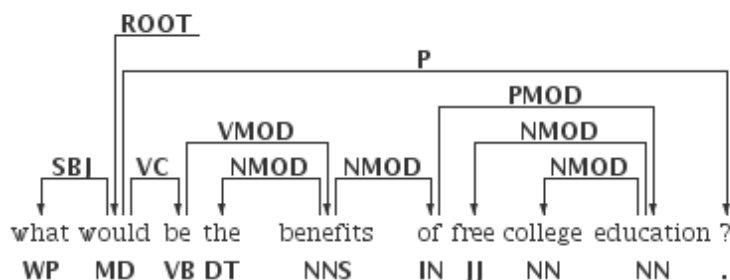 ROOT
P
PMOD
VMOD NMOD
SBJ VC NMOD NMOD NMOD
what would be the benefits of free college education ?
WP MD VB DT NNS IN JJ NN NN .